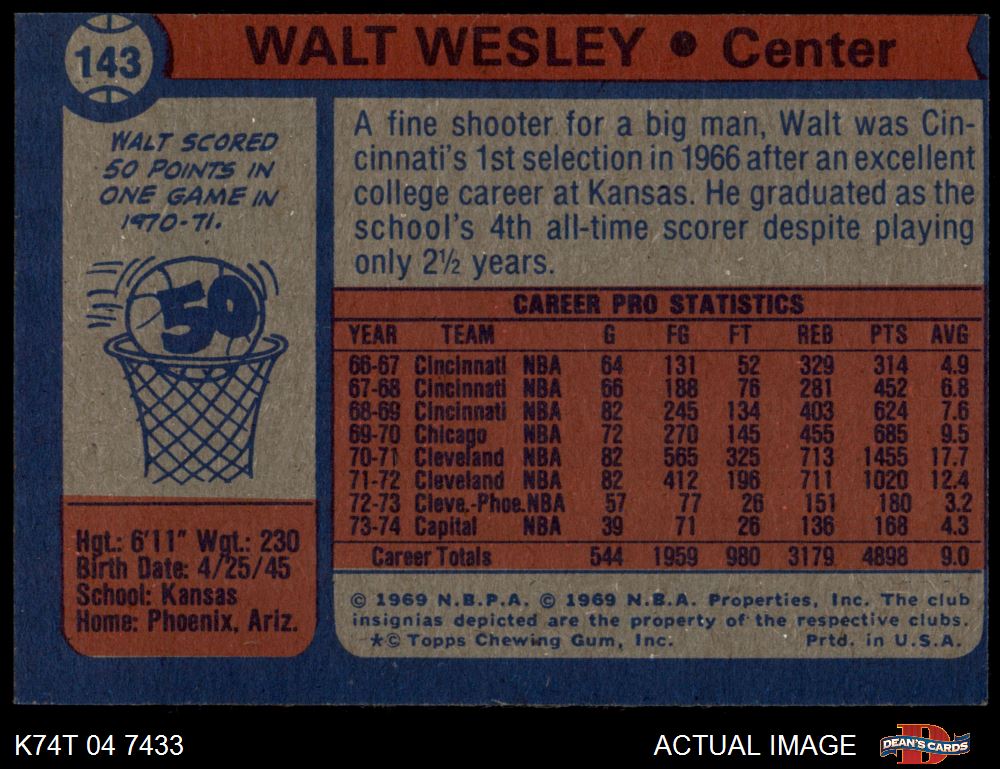 143
WALT WESLEY • Center
WALT SCORED
50 POINTS IN
ONE GAME IN
1970-71.
50
Hgt.: 6'11" Wgt.: 230
Birth Date: 4/25/45
School: Kansas
Home: Phoenix, Ariz.
A fine shooter for a big man, Walt was Cin-
cinnati's 1st selection in 1966 after an excellent
college career at Kansas. He graduated as the
school's 4th all-time scorer despite playing
only 2½ years.
CAREER PRO STATISTICS
YEAR TEAM G FG FT REB PTS AVG
66-67 Cincinnati NBA 64 131 52 329 314 4.9
67-68 Cincinnati NBA 66 188 76 281 452 6.8
68-69 Cincinnati NBA 82 245 134 403 624 7.6
69-70 Chicago NBA 72 270 145 455 685 9.5
70-71 Cleveland NBA 82 565 325 713 1455 17.7
71-72 Cleveland NBA 82 412 196 711 1020 12.4
72-73 Cleve.-Phoe. NBA 57 77 26 151 180 3.2
73-74 Capital NBA 39 71 26 136 168 4.3
Career Totals 544 1959 980 3179 4898 9.0
© 1969 N.B.P.A. © 1969 N.B.A. Properties, Inc. The club
insignias depicted are the property of the respective clubs.
*© Topps Chewing Gum, Inc. Prtd. in U.S.A.
K74T 04 7433 ACTUAL IMAGE
D
DEAN'S CARDS